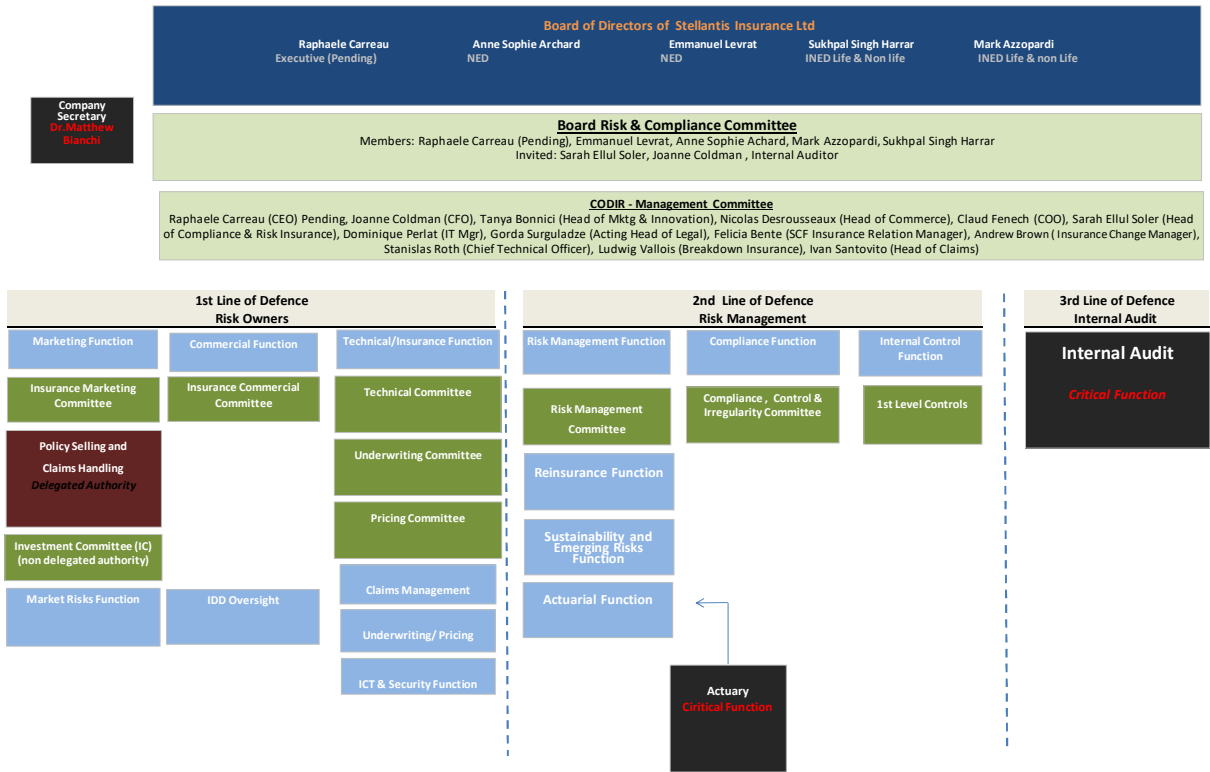 Board of Directors of Stellantis Insurance Ltd
Raphaele Carreau Anne Sophie Archard Emmanuel Levrat Sukhpal Singh Harrar Mark Azzopardi
Executive (Pending) NED NED INED Life & Non life INED Life & non Life
Company
Secretary
Dr.Matthew
Bianchi
Board Risk & Compliance Committee
Members: Raphaele Carreau (Pending), Emmanuel Levrat, Anne Sophie Achard, Mark Azzopardi, Sukhpal Singh Harrar
Invited: Sarah Ellul Soler, Joanne Coldman , Internal Auditor
CODIR - Management Committee
Raphaele Carreau (CEO) Pending, Joanne Coldman (CFO), Tanya Bonnici (Head of Mktg & Innovation), Nicolas Desrousseaux (Head of Commerce), Claud Fenech (COO), Sarah Ellul Soler (Head
of Compliance & Risk Insurance), Dominique Perlat (IT Mgr), Gorda Surguladze (Acting Head of Legal), Felicia Bente (SCF Insurance Relation Manager), Andrew Brown ( Insurance Change Manager),
Stanislas Roth (Chief Technical Officer), Ludwig Vallois (Breakdown Insurance), Ivan Santovito (Head of Claims)
1st Line of Defence
Risk Owners
2nd Line of Defence
Risk Management
3rd Line of Defence
Internal Audit
Marketing Function
Commercial Function
Technical/Insurance Function
Risk Management Function
Compliance Function
Internal Control
Function
Internal Audit
Critical Function
Insurance Marketing
Committee
Insurance Commercial
Committee
Technical Committee
Risk Management
Committee
Compliance , Control &
Irregularity Committee
1st Level Controls
Policy Selling and
Claims Handling
Delegated Authority
Underwriting Committee
Reinsurance Function
Pricing Committee
Investment Committee (IC)
(non delegated authority)
Sustainability and
Emerging Risks
Function
Market Risks Function
IDD Oversight
Claims Management
Actuarial Function
Underwriting/ Pricing
ICT & Security Function
Actuary
Ciritical Function